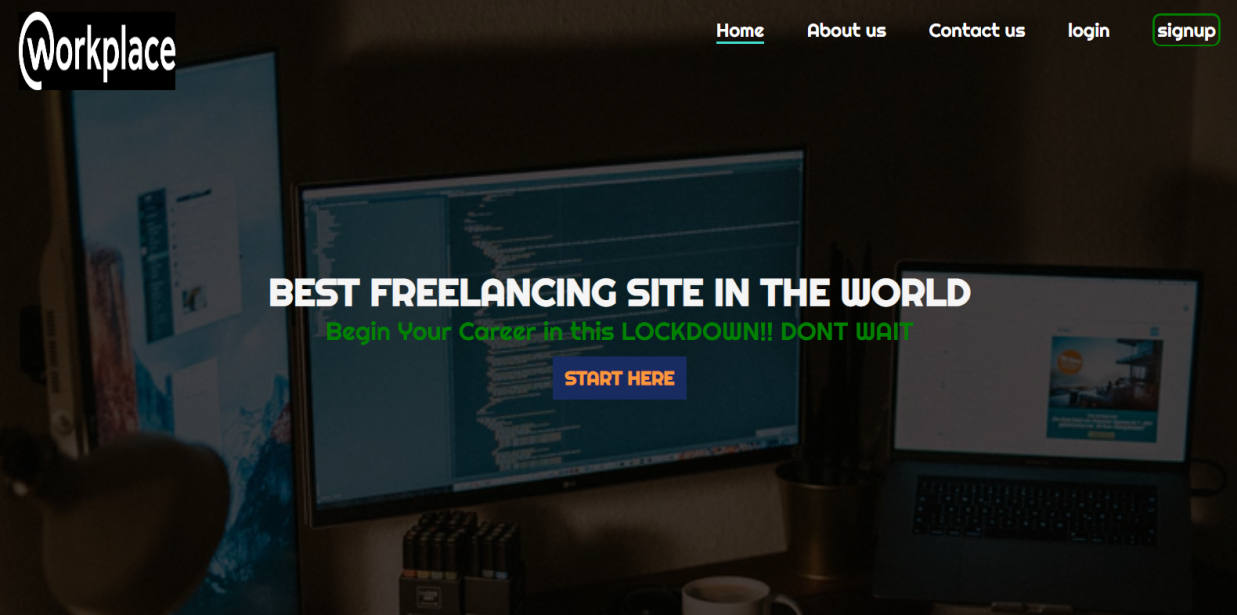 @workplace
Home About us Contact us login signup
BEST FREELANCING SITE IN THE WORLD
Begin Your Career in this LOCKDOWN!! DONT WAIT
START HERE